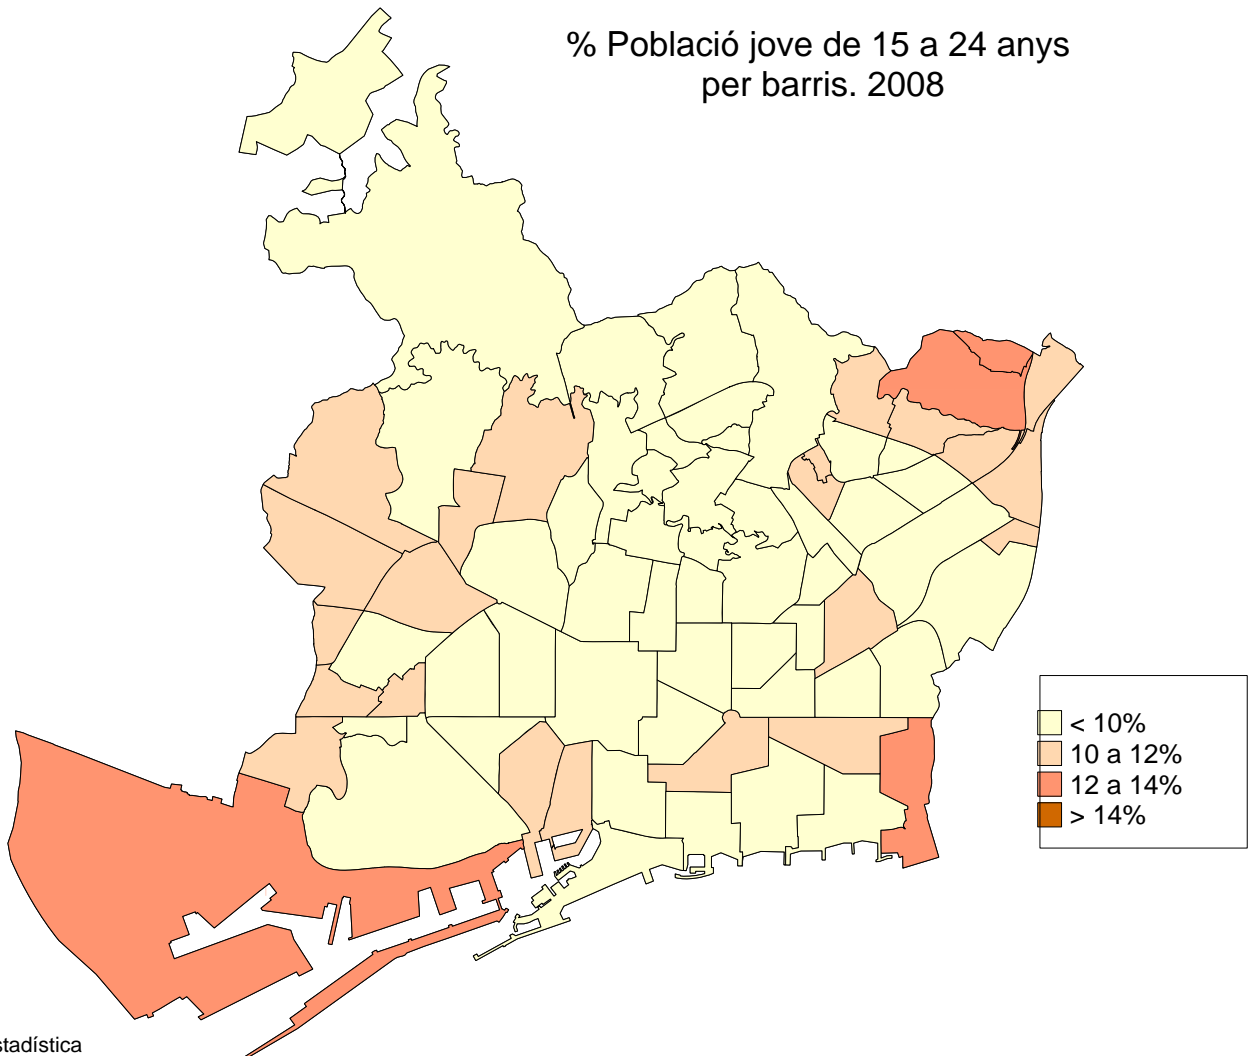 % Població jove de 15 a 24 anys
per barris. 2008
< 10%
10 a 12%
12 a 14%
> 14%
stadística